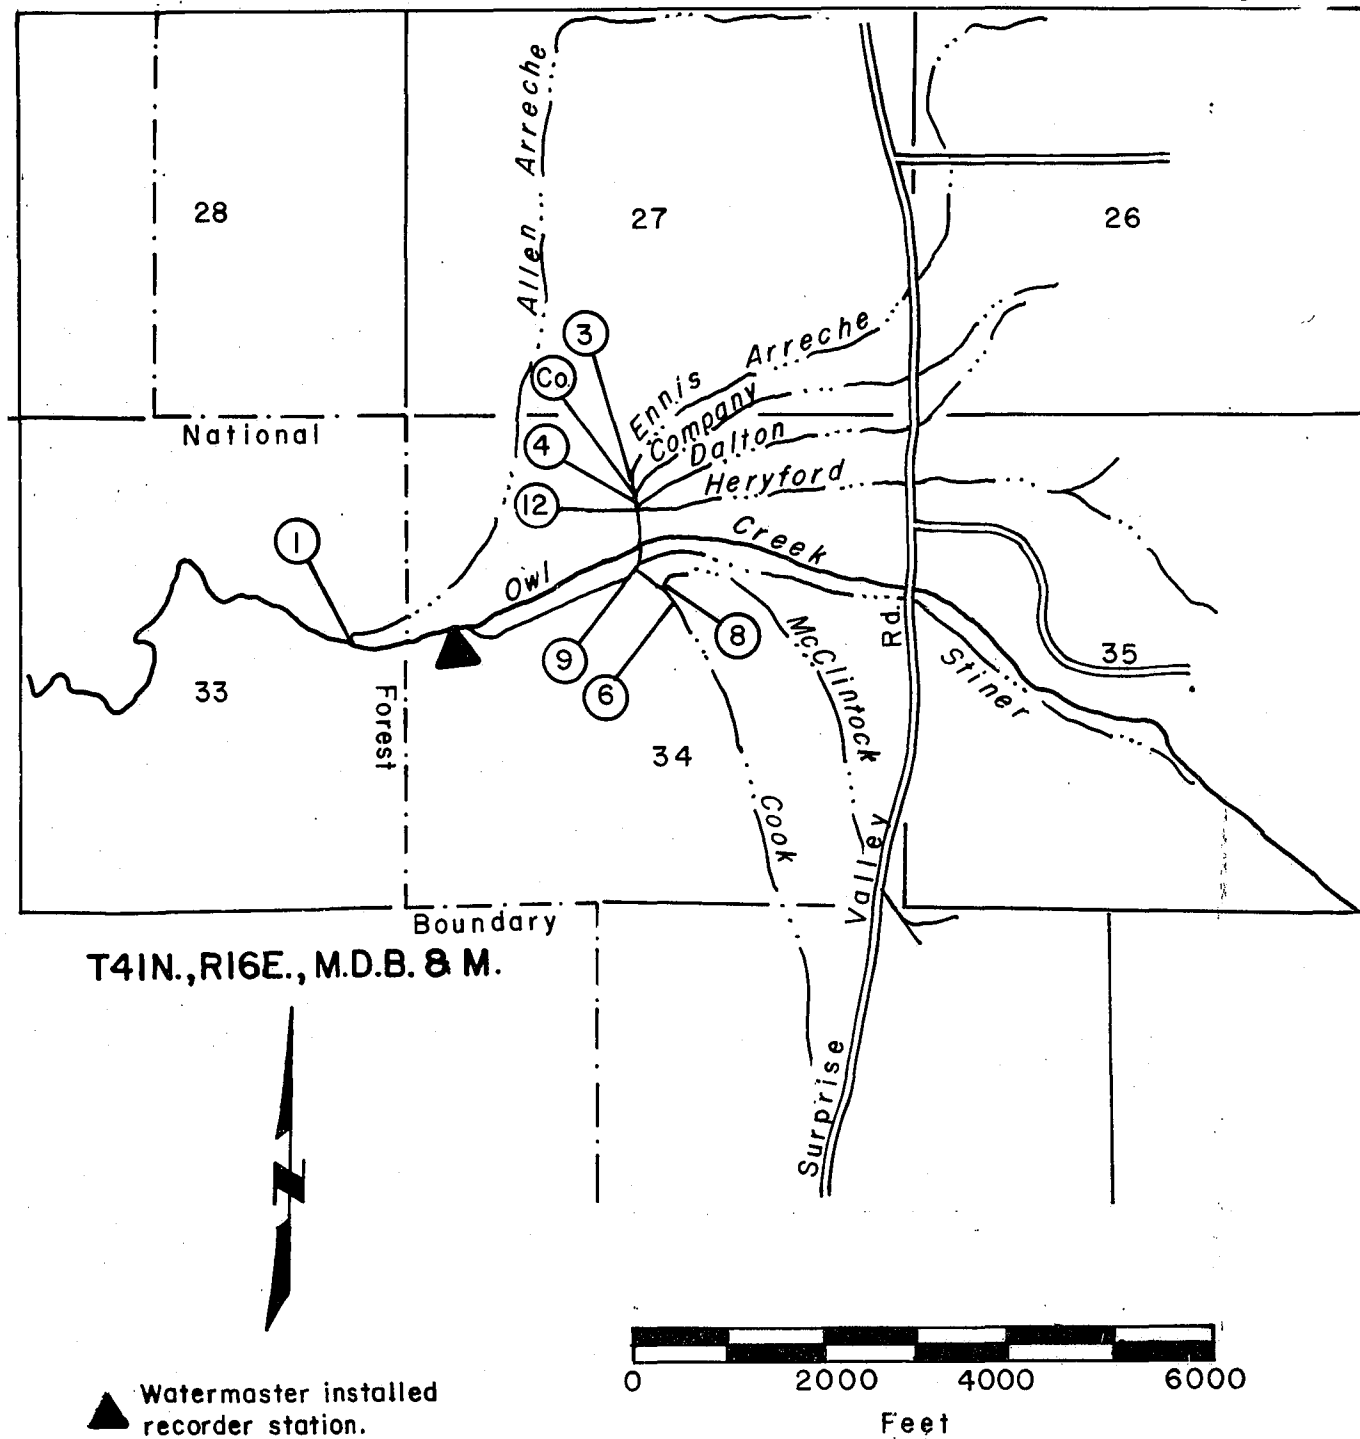 28
27
26
Allen Arreche
3
Co.
4
12
Ennis Arreche
Company
Dalton
Heryford
National
1
Owl Creek
9
6
8
33
Forest
34
McClintock
Cook
Stiner
35
Surprise Valley Rd.
Boundary
T41N., R16E., M.D.B. & M.
N
Watermaster installed
recorder station.
0 2000 4000 6000
Feet